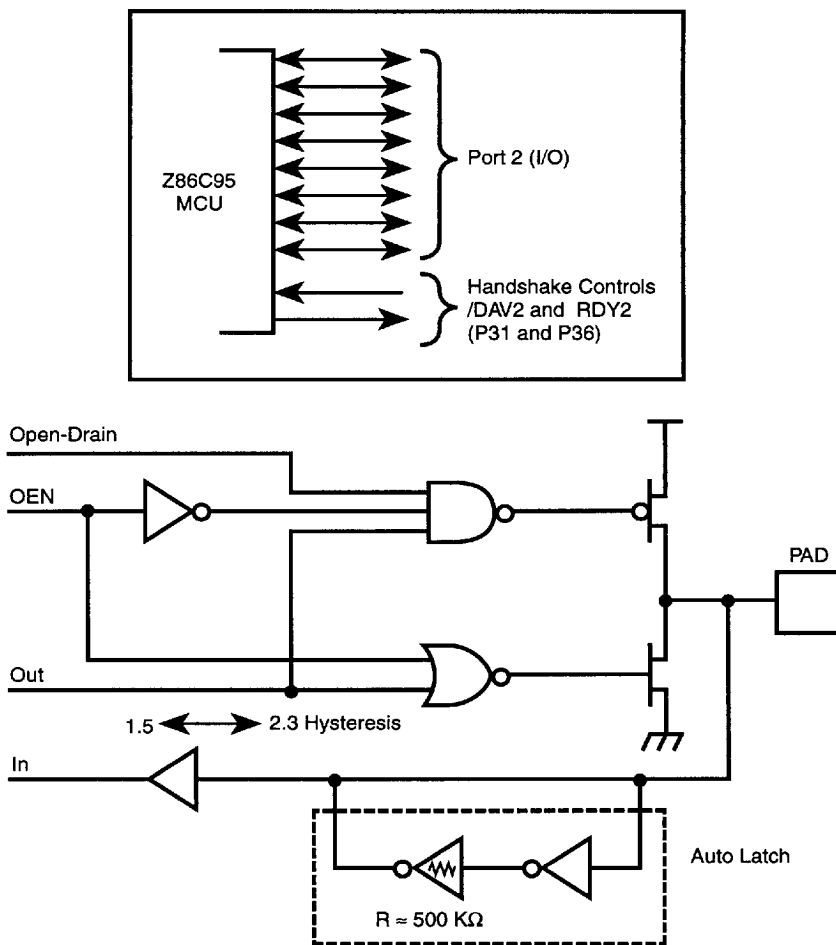 Z86C95
MCU
Port 2 (I/O)
Handshake Controls
/DAV2 and RDY2
(P31 and P36)
Open-Drain
OEN
PAD
Out
1.5
2.3 Hysteresis
In
Auto Latch
R ≈ 500 KΩ